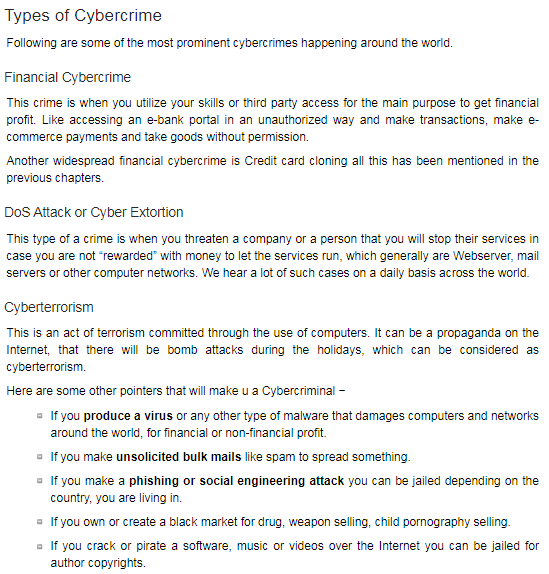 Types of Cybercrime
Following are some of the most prominent cybercrimes happening around the world.
Financial Cybercrime
This crime is when you utilize your skills or third party access for the main purpose to get financial
profit. Like accessing an e-bank portal in an unauthorized way and make transactions, make e-
commerce payments and take goods without permission.
Another widespread financial cybercrime is Credit card cloning all this has been mentioned in the
previous chapters.
DoS Attack or Cyber Extortion
This type of a crime is when you threaten a company or a person that you will stop their services in
case you are not “rewarded” with money to let the services run, which generally are Webserver, mail
servers or other computer networks. We hear a lot of such cases on a daily basis across the world.
Cyberterrorism
This is an act of terrorism committed through the use of computers. It can be a propaganda on the
Internet, that there will be bomb attacks during the holidays, which can be considered as
cyberterrorism.
Here are some other pointers that will make u a Cybercriminal −
If you produce a virus or any other type of malware that damages computers and networks
around the world, for financial or non-financial profit.
If you make unsolicited bulk mails like spam to spread something.
If you make a phishing or social engineering attack you can be jailed depending on the
country, you are living in.
If you own or create a black market for drug, weapon selling, child pornography selling.
If you crack or pirate a software, music or videos over the Internet you can be jailed for
author copyrights.